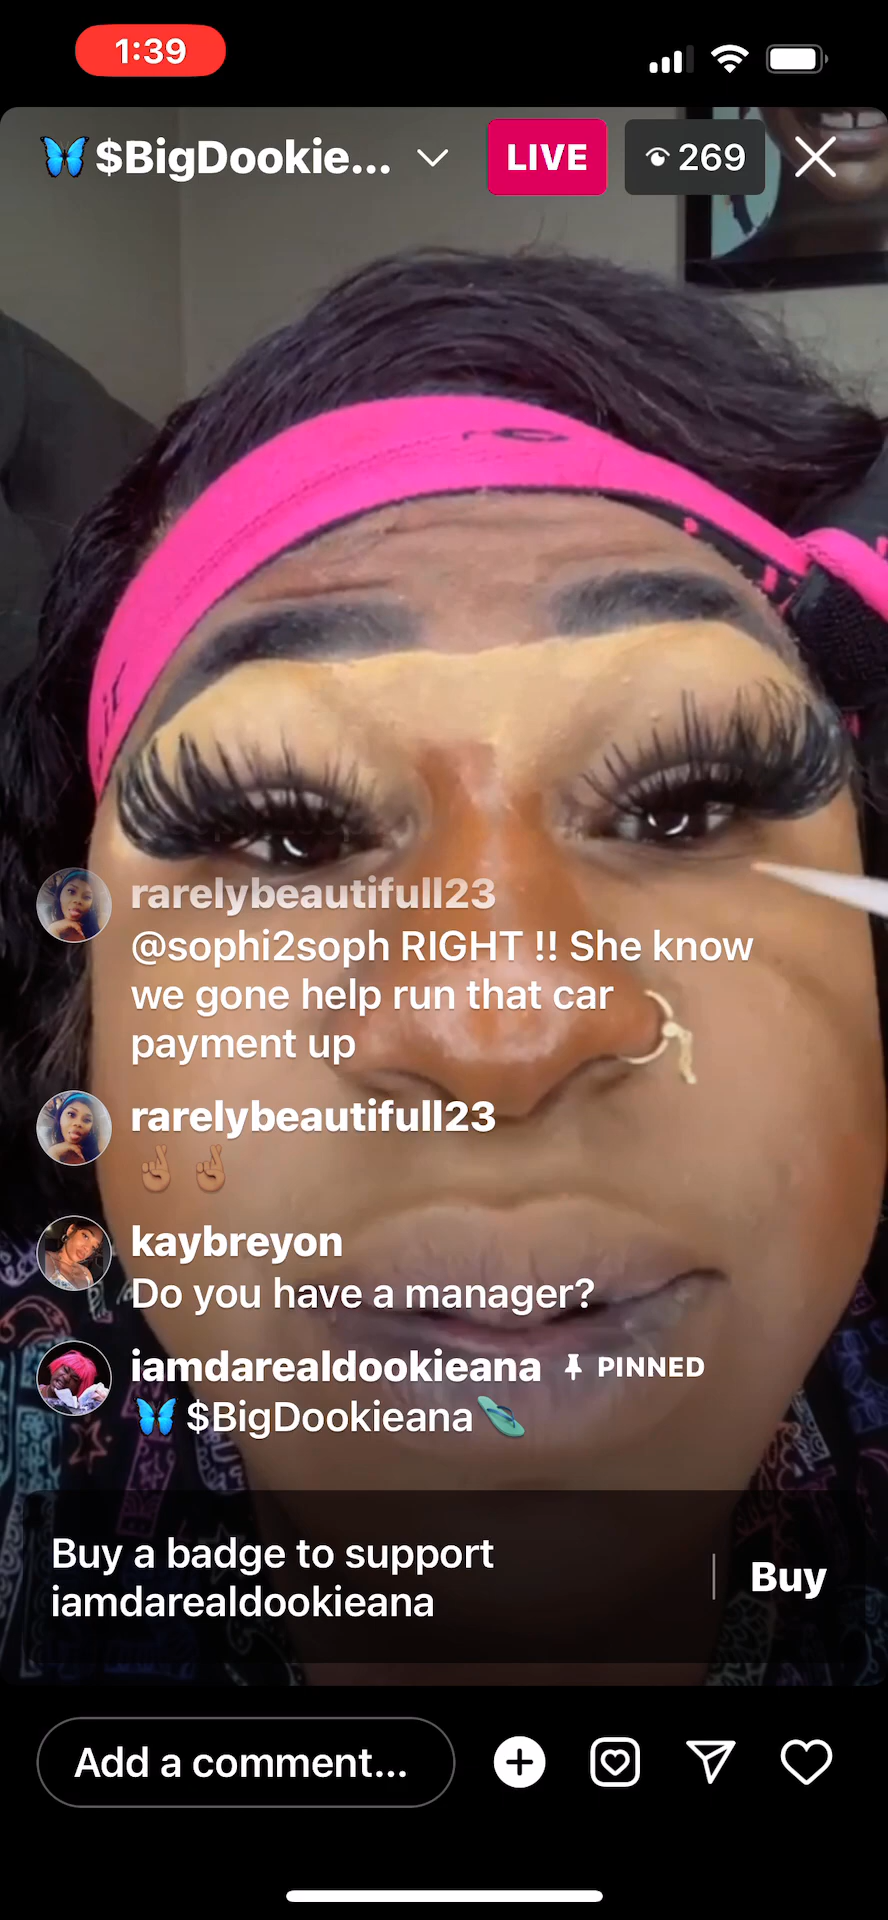 1:39
🦋$BigDookie...
LIVE
269
rarelybeautifull23
@sophi2soph RIGHT !! She know
we gone help run that car
payment up
rarelybeautifull23
🤞🏽 🤞🏽
kaybreyon
Do you have a manager?
iamdarealdookieana PINNED
🦋 $BigDookieana🩴
Buy a badge to support
iamdarealdookieana
Buy
Add a comment...